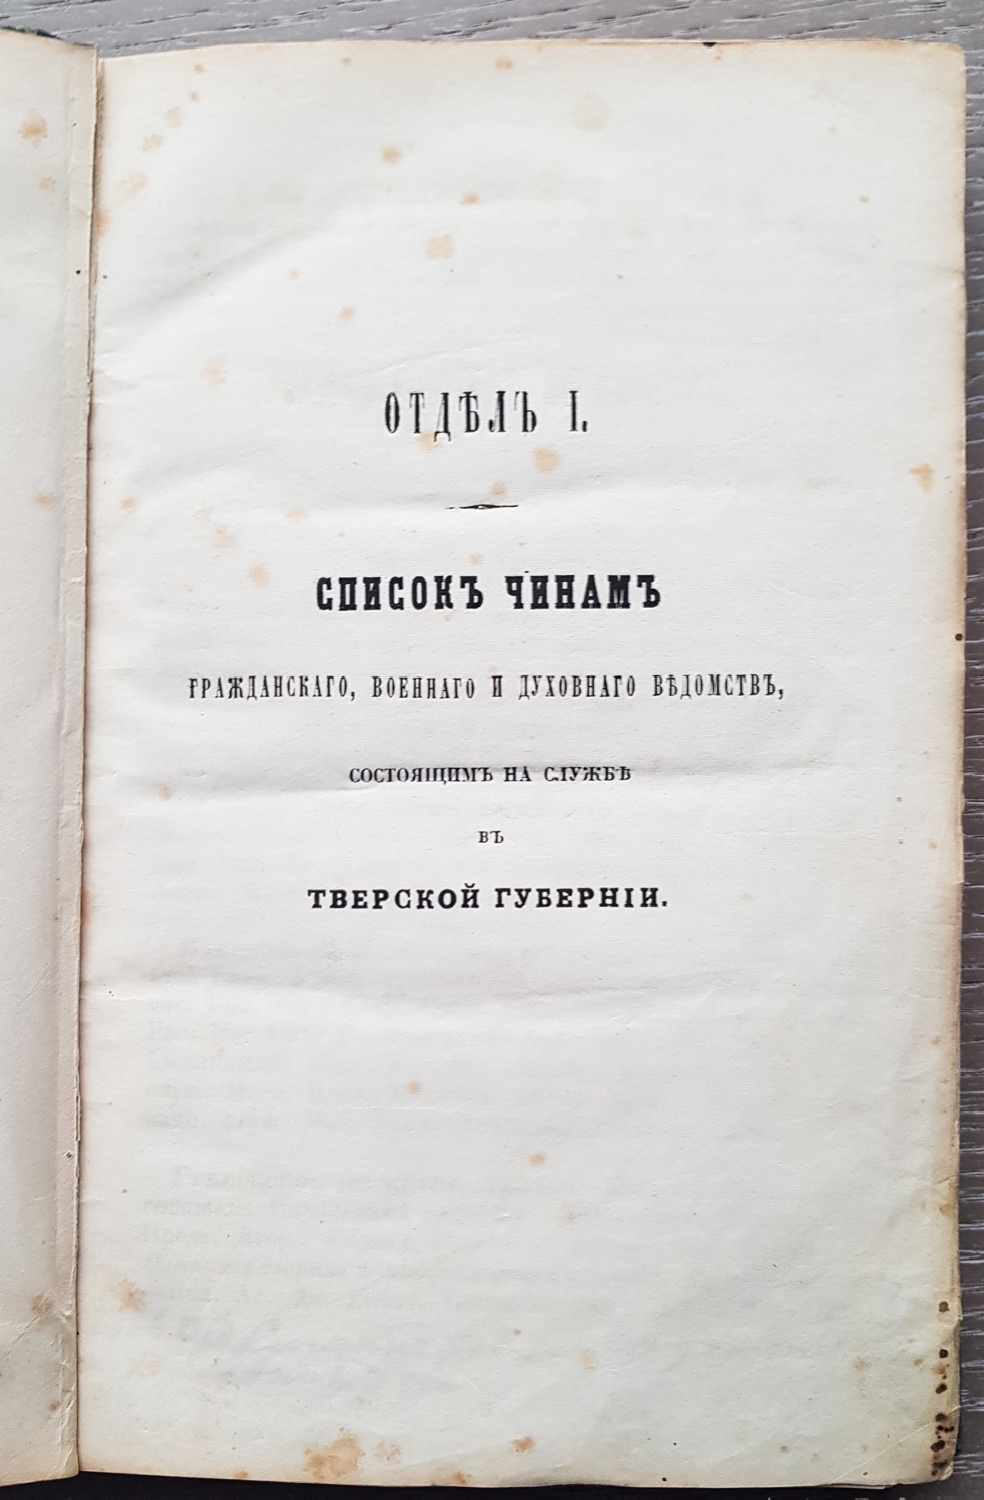 ОТДѢЛЪ I.
СПИСОКЪ ЧИНАМЪ
ГРАЖДАНСКАГО, ВОЕННАГО И ДУХОВНАГО ВѢДОМСТВЪ,
СОСТОЯЩИМЪ НА СЛУЖБѢ
ВЪ
ТВЕРСКОЙ ГУБЕРНІИ.